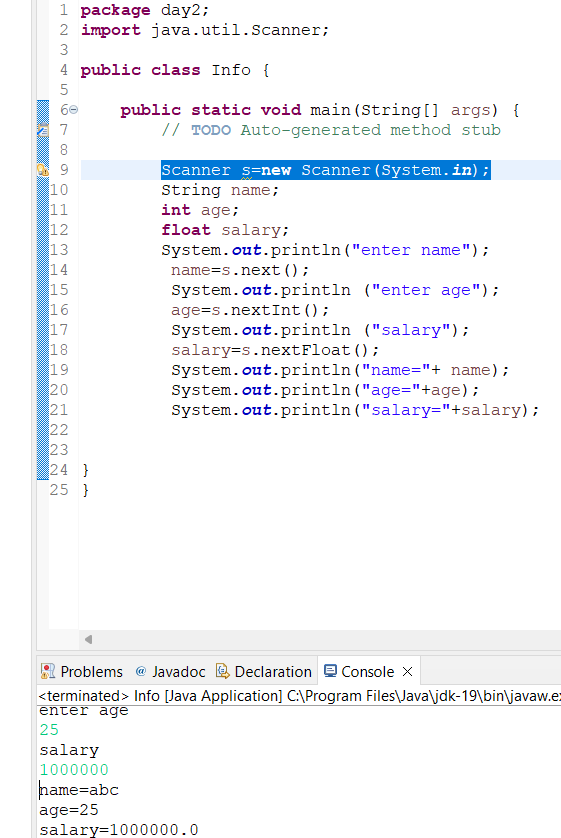 1 package day2;
2 import java.util.Scanner;
3
4 public class Info {
5
6 public static void main(String[] args) {
7 // TODO Auto-generated method stub
8
9 Scanner s=new Scanner(System.in);
10 String name;
11 int age;
12 float salary;
13 System.out.println("enter name");
14 name=s.next();
15 System.out.println ("enter age");
16 age=s.nextInt();
17 System.out.println ("salary");
18 salary=s.nextFloat();
19 System.out.println("name="+ name);
20 System.out.println("age="+age);
21 System.out.println("salary="+salary);
22
23
24 }
25 }
Problems @ Javadoc Declaration Console
<terminated> Info [Java Application] C:\Program Files\Java\jdk-19\bin\javaw.ex
enter age
25
salary
1000000
name=abc
age=25
salary=1000000.0